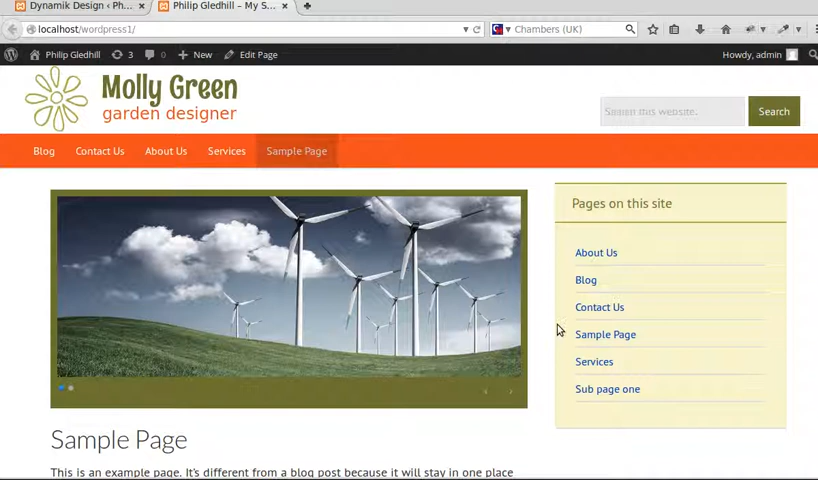 Dynamik Design ‹ Ph...
Philip Gledhill – My S...
localhost/wordpress1/
Chambers (UK)
Philip Gledhill
3
0
New
Edit Page
Howdy, admin
Molly Green
garden designer
Search this website.
Search
Blog
Contact Us
About Us
Services
Sample Page
Pages on this site
About Us
Blog
Contact Us
Sample Page
Services
Sub page one
Sample Page
This is an example page. It's different from a blog post because it will stay in one place